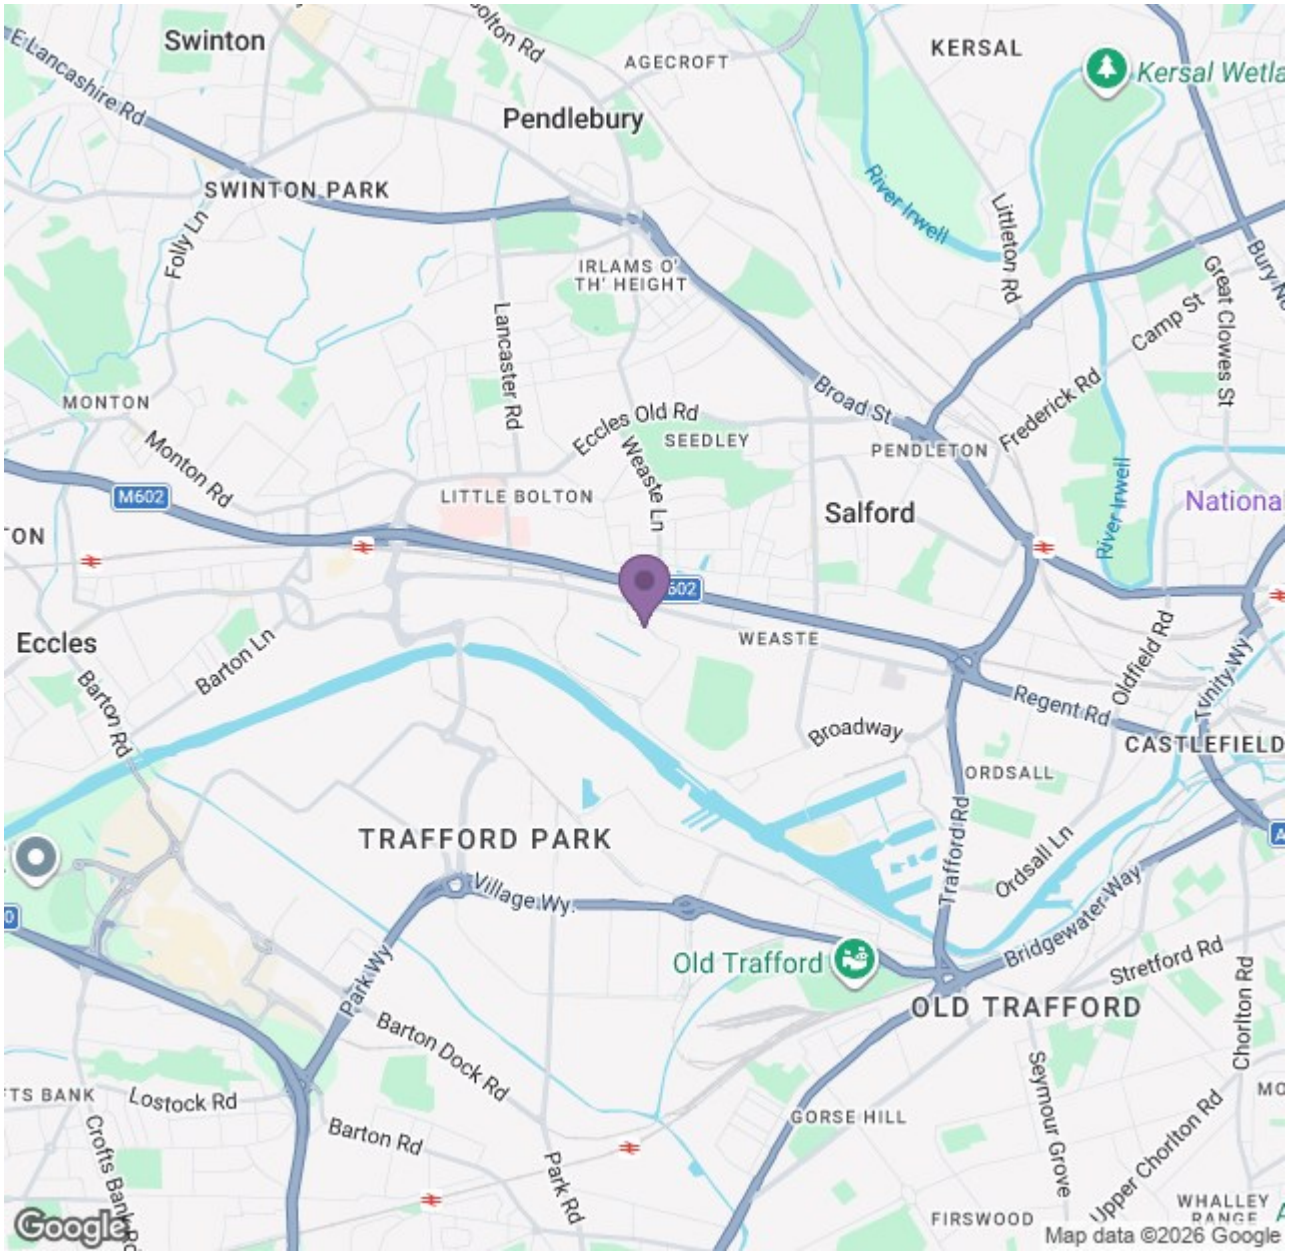 Swinton
Bolton Rd
AGECROFT
KERSAL
Kersal Wetla
E Lancashire Rd
Pendlebury
SWINTON PARK
River Irwell
Littleton Rd
Folly Ln
IRLAMS O'
TH' HEIGHT
Great Clowes St
Camp St
Lancaster Rd
Broad St
Frederick Rd
MONTON
Eccles Old Rd
SEEDLEY
PENDLETON
Monton Rd
Weaste Ln
M602
LITTLE BOLTON
Salford
River Irwell
National
TON
602
Eccles
Barton Ln
WEASTE
Oldfield Rd
Trinity Wy
Barton Rd
Regent Rd
Broadway
CASTLEFIELD
ORDSALL
TRAFFORD PARK
Trafford Rd
Ordsall Ln
A
Village Wy.
Bridgewater Way
0
Park Wy
Old Trafford
Stretford Rd
OLD TRAFFORD
Chorlton Rd
Barton Dock Rd
FTS BANK
Lostock Rd
Seymour Grove
MO
Crofts Bank Rd
Barton Rd
GORSE HILL
Upper Chorlton Rd
Park Rd
WHALLEY
RANGE
FIRSWOOD
Google
Map data ©2026 Google